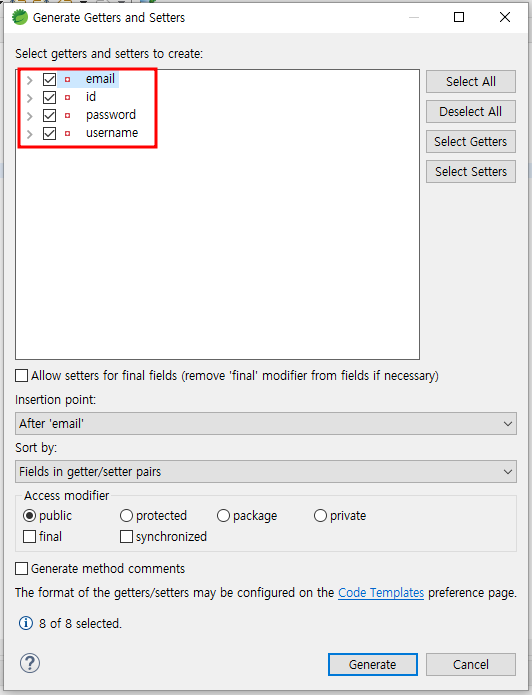 Generate Getters and Setters
Select getters and setters to create:
email
id
password
username
Select All
Deselect All
Select Getters
Select Setters
Allow setters for final fields (remove 'final' modifier from fields if necessary)
Insertion point:
After 'email'
Sort by:
Fields in getter/setter pairs
Access modifier
public protected package private
final synchronized
Generate method comments
The format of the getters/setters may be configured on the Code Templates preference page.
8 of 8 selected.
Generate Cancel